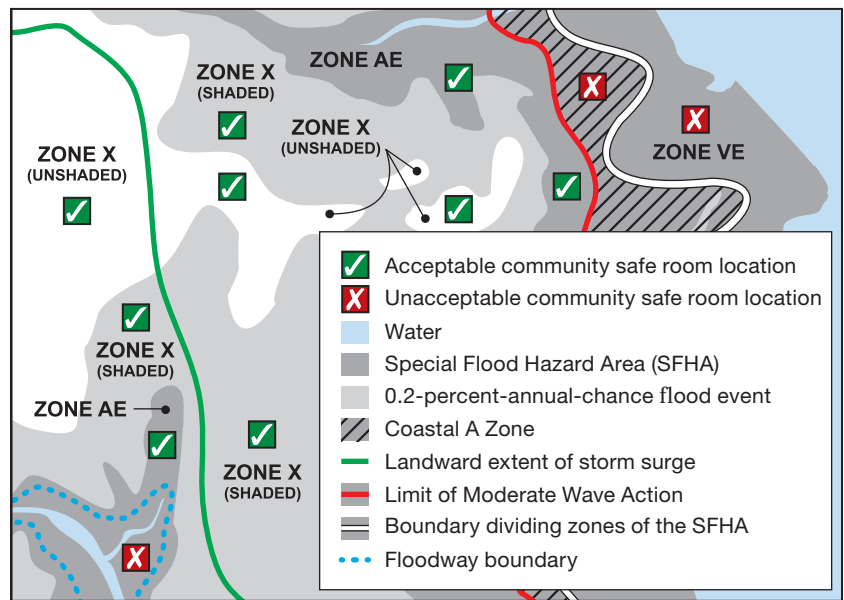 ZONE AE
ZONE X
(SHADED)
ZONE X
(UNSHADED)
ZONE X
(UNSHADED)
ZONE VE
ZONE X
(SHADED)
ZONE AE
ZONE X
(SHADED)
Acceptable community safe room location
Unacceptable community safe room location
Water
Special Flood Hazard Area (SFHA)
0.2-percent-annual-chance flood event
Coastal A Zone
Landward extent of storm surge
Limit of Moderate Wave Action
Boundary dividing zones of the SFHA
Floodway boundary